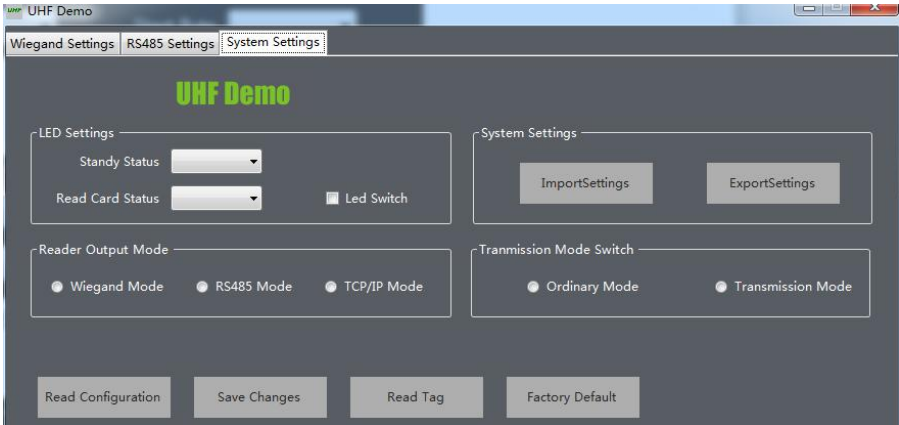 UHF UHF Demo
Wiegand Settings RS485 Settings System Settings
UHF Demo
LED Settings
Standy Status
Read Card Status
Led Switch
System Settings
ImportSettings ExportSettings
Reader Output Mode
Wiegand Mode RS485 Mode TCP/IP Mode
Tranmission Mode Switch
Ordinary Mode Transmission Mode
Read Configuration Save Changes Read Tag Factory Default